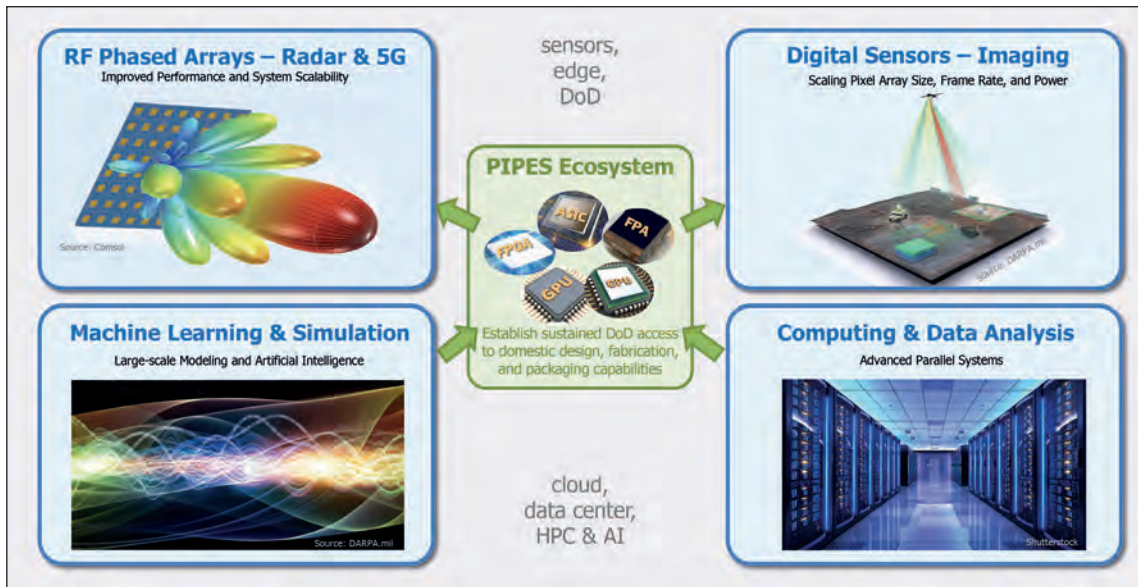 RF Phased Arrays – Radar & 5G
Improved Performance and System Scalability
Source: Comsol
sensors,
edge,
DoD
Digital Sensors – Imaging
Scaling Pixel Array Size, Frame Rate, and Power
Source: DARPA.mil
PIPES Ecosystem
ASIC
FPA
FPGA
GPU
Establish sustained DoD access
to domestic design, fabrication,
and packaging capabilities
Machine Learning & Simulation
Large-scale Modeling and Artificial Intelligence
Source: DARPA.mil
cloud,
data center,
HPC & AI
Computing & Data Analysis
Advanced Parallel Systems
Shutterstock